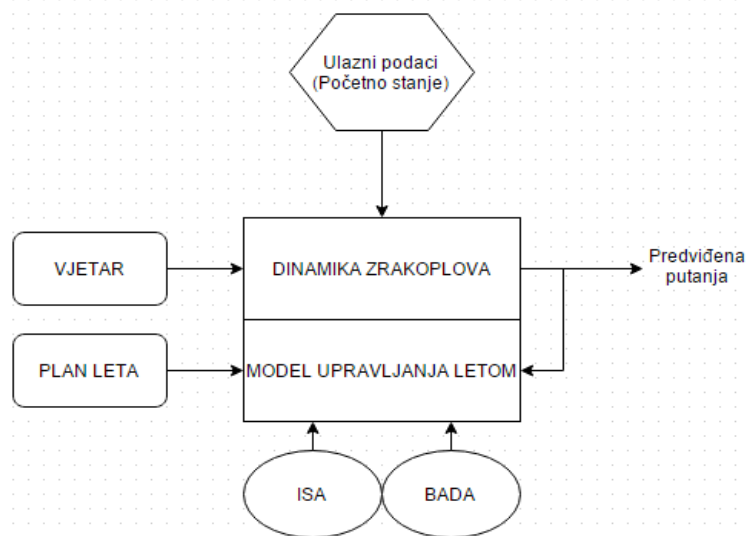 Ulazni podaci
(Početno stanje)
VJETAR
DINAMIKA ZRAKOPLOVA
Predviđena
putanja
PLAN LETA
MODEL UPRAVLJANJA LETOM
ISA
BADA